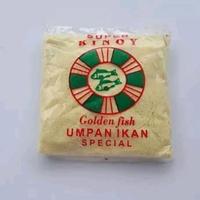 SUPER
KINOY
Golden fish
UMPAN IKAN
SPECIAL